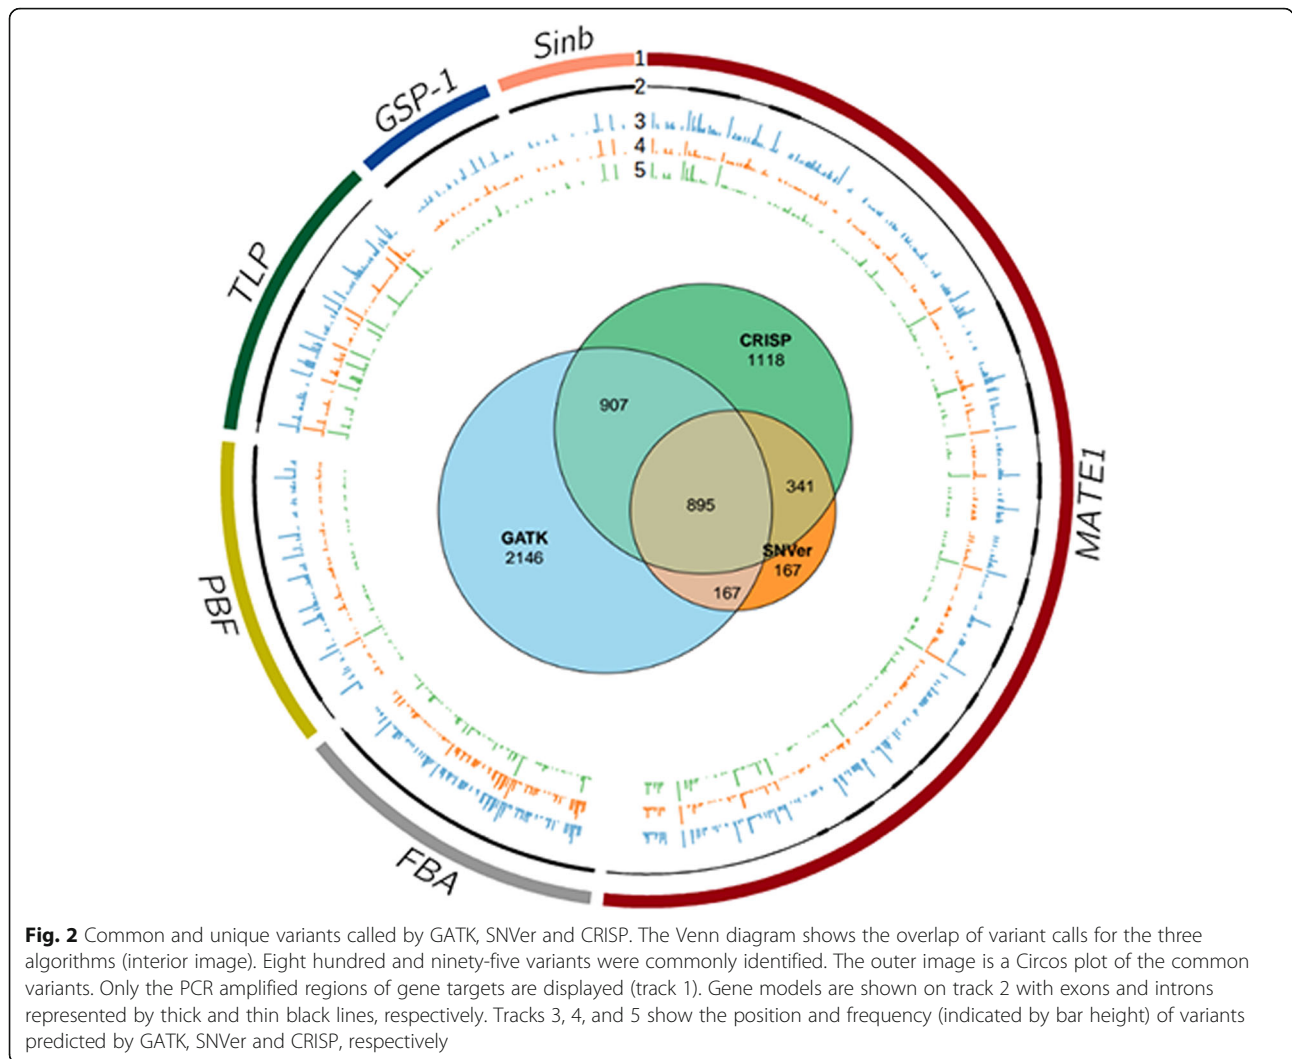 Sinb
GSP-1
TLP
PBF
FBA
MATE1
1
2
3
4
5
CRISP
1118
907
341
895
GATK
2146
SNVer
167
167
Fig. 2 Common and unique variants called by GATK, SNVer and CRISP. The Venn diagram shows the overlap of variant calls for the three
algorithms (interior image). Eight hundred and ninety-five variants were commonly identified. The outer image is a Circos plot of the common
variants. Only the PCR amplified regions of gene targets are displayed (track 1). Gene models are shown on track 2 with exons and introns
represented by thick and thin black lines, respectively. Tracks 3, 4, and 5 show the position and frequency (indicated by bar height) of variants
predicted by GATK, SNVer and CRISP, respectively